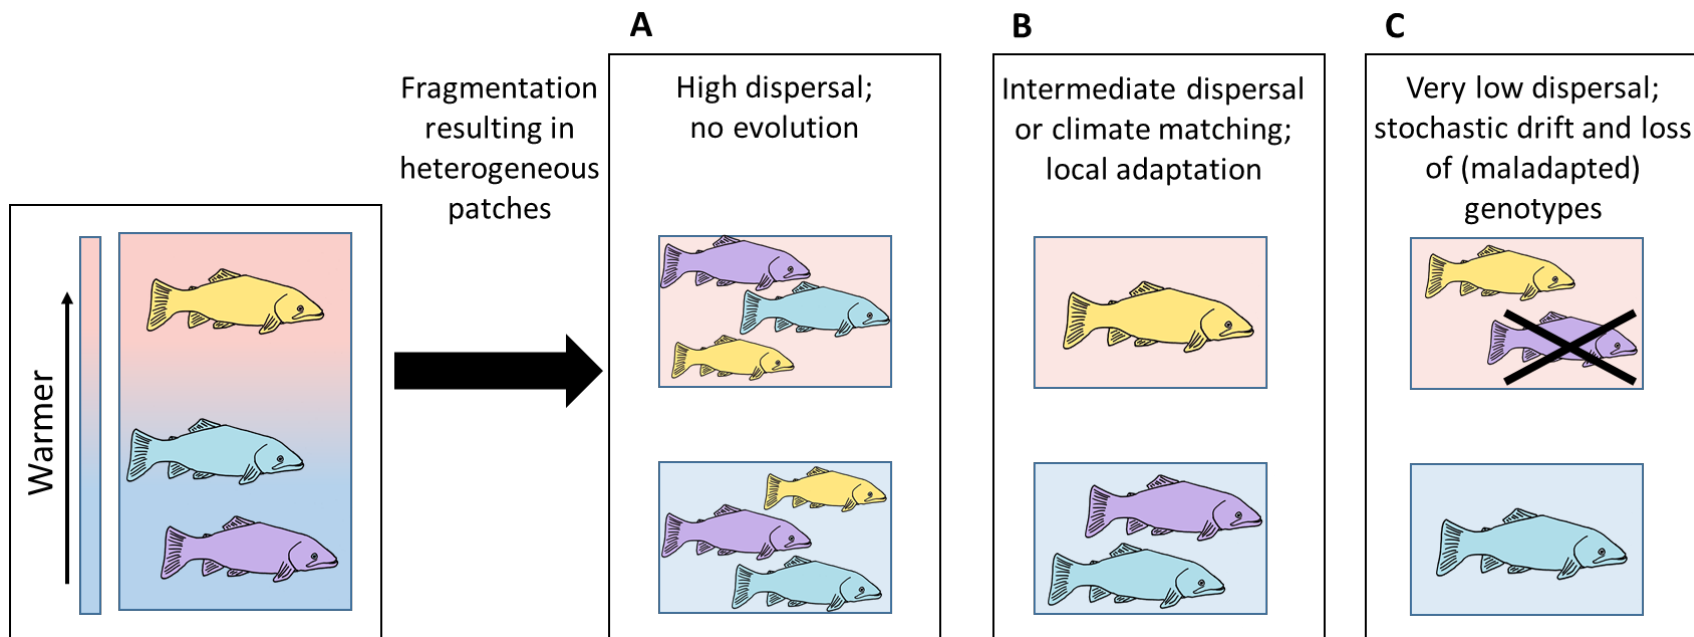 Warmer
Fragmentation
resulting in
heterogeneous
patches
A
High dispersal;
no evolution
B
Intermediate dispersal
or climate matching;
local adaptation
C
Very low dispersal;
stochastic drift and loss
of (maladapted)
genotypes